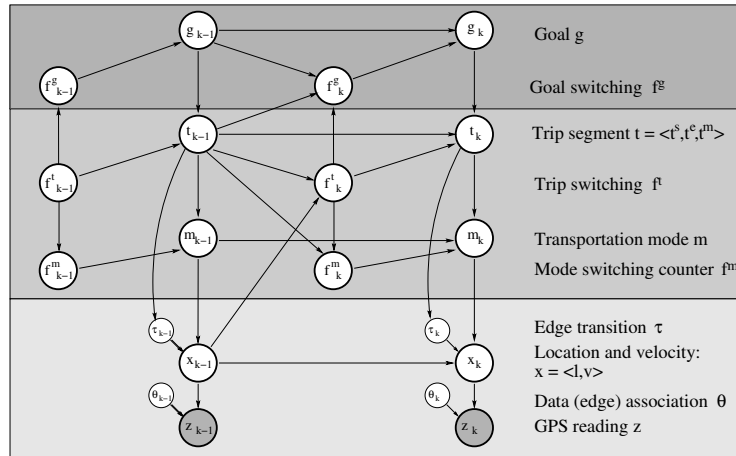 g k−1
g k
Goal g
f^g k−1
f^g k
Goal switching f^g
t k−1
t k
Trip segment t = <t^s,t^e,t^m>
f^t k−1
f^t k
Trip switching f^t
m k−1
m k
Transportation mode m
f^m k−1
f^m k
Mode switching counter f^m
τ k−1
τ k
Edge transition τ
x k−1
x k
Location and velocity:
x = <l,v>
θ k−1
θ k
Data (edge) association θ
z k−1
z k
GPS reading z